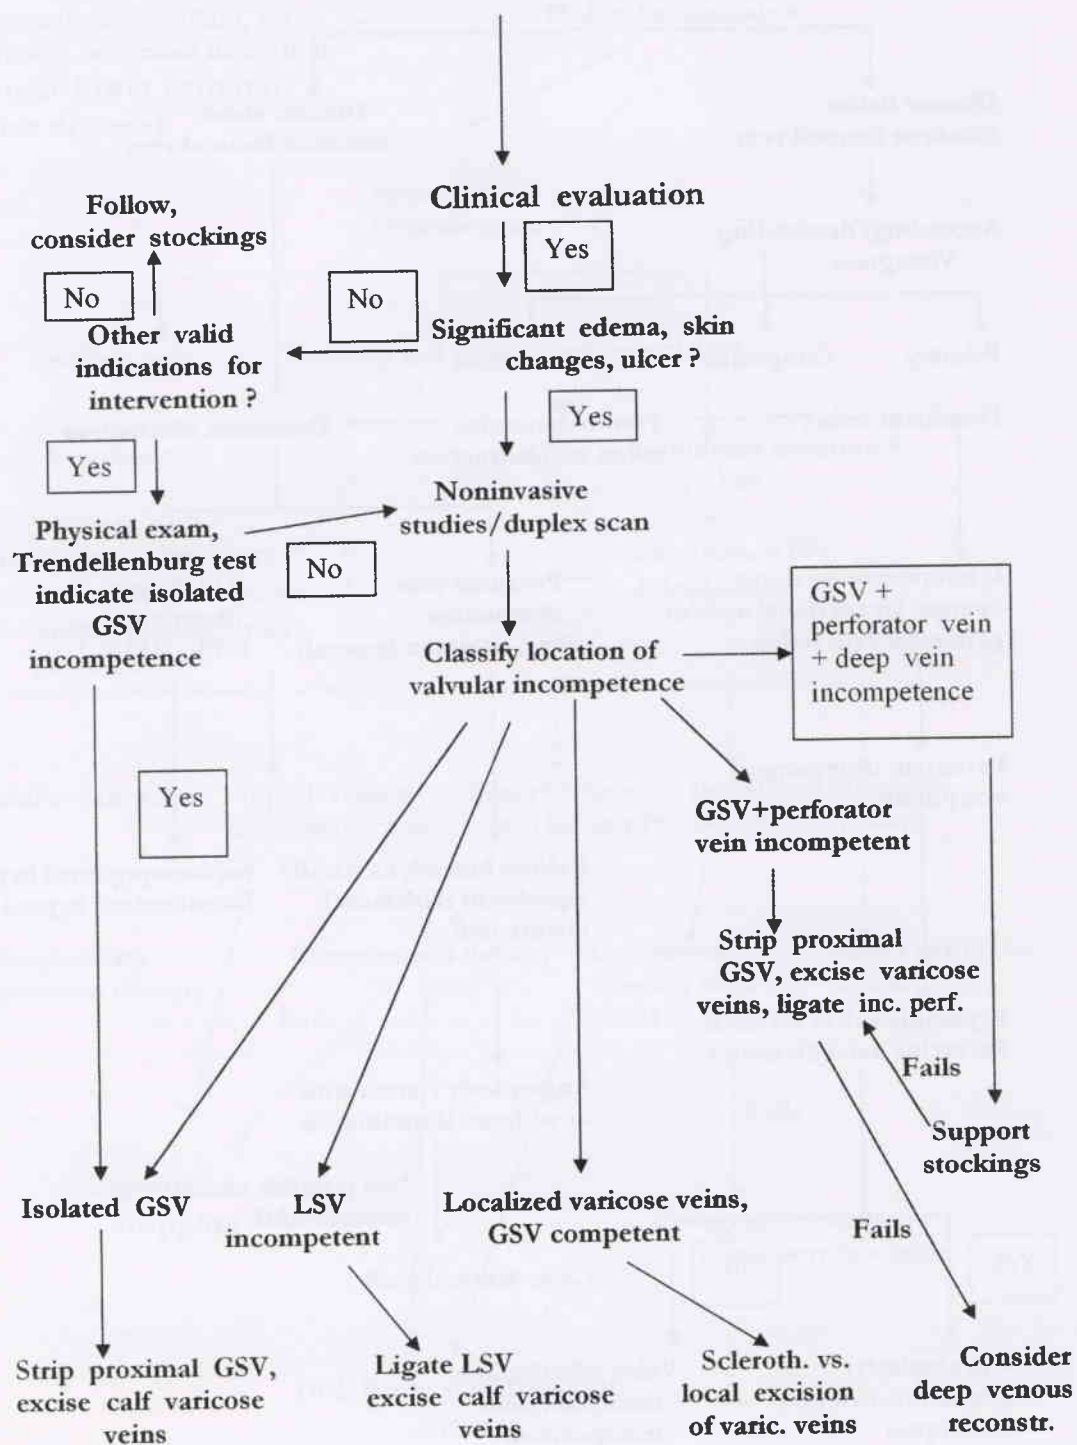 Clinical evaluation
Yes
Follow,
consider stockings
No
No
Other valid
indications for
intervention ?
Significant edema, skin
changes, ulcer ?
Yes
Yes
Physical exam,
Trendellenburg test
indicate isolated
GSV
incompetence
No
Noninvasive
studies/duplex scan
Classify location of
valvular incompetence
GSV +
perforator vein
+ deep vein
incompetence
Yes
GSV+perforator
vein incompetent
Strip proximal
GSV, excise varicose
veins, ligate inc. perf.
Fails
Support
stockings
Isolated GSV
LSV
incompetent
Localized varicose veins,
GSV competent
Fails
Strip proximal GSV,
excise calf varicose
veins
Ligate LSV
excise calf varicose
veins
Scleroth. vs.
local excision
of varic. veins
Consider
deep venous
reconstr.